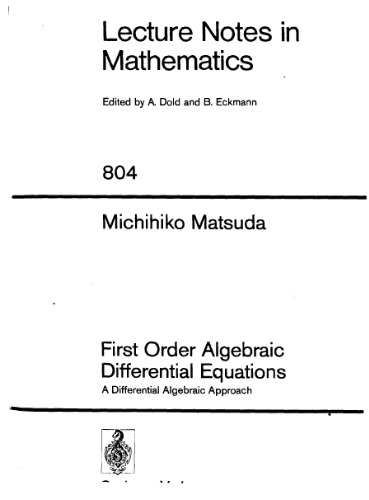 Lecture Notes in
Mathematics
Edited by A. Dold and B. Eckmann
804
Michihiko Matsuda
First Order Algebraic
Differential Equations
A Differential Algebraic Approach